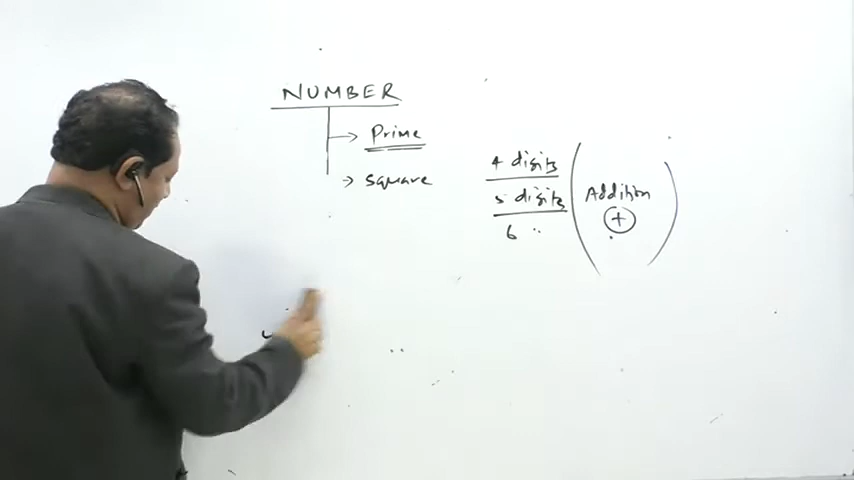 NUMBER
→ Prime
→ square
4 digits
5 digits
6 "
Addition
+